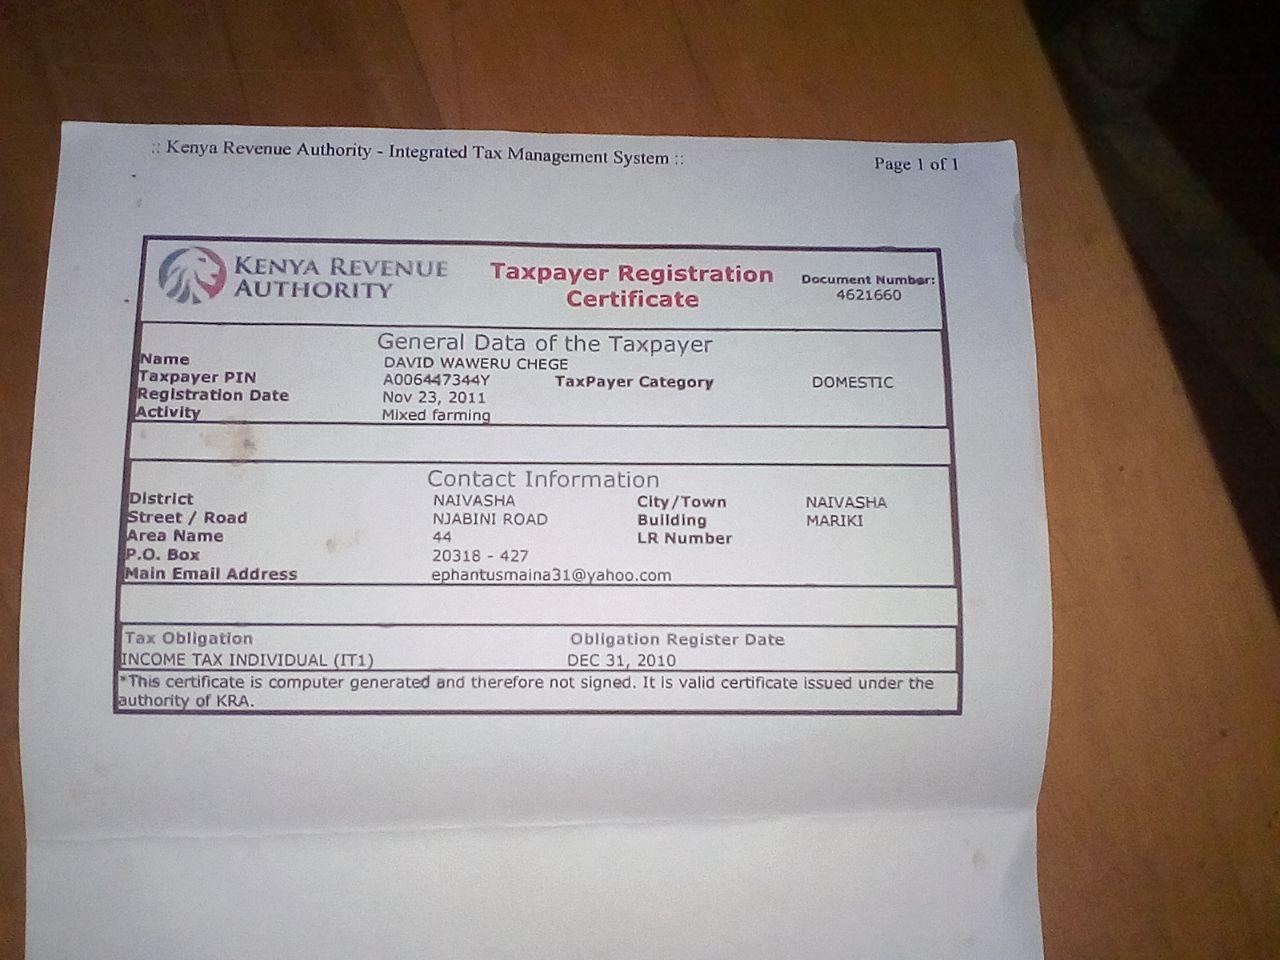 :: Kenya Revenue Authority - Integrated Tax Management System ::
Page 1 of 1
KENYA REVENUE
AUTHORITY
Taxpayer Registration
Certificate
Document Number:
4621660
General Data of the Taxpayer
Name DAVID WAWERU CHEGE
Taxpayer PIN A006447344Y TaxPayer Category DOMESTIC
Registration Date Nov 23, 2011
Activity Mixed farming
Contact Information
District NAIVASHA City/Town NAIVASHA
Street / Road NJABINI ROAD Building MARIKI
Area Name 44 LR Number
P.O. Box 20318 - 427
Main Email Address ephantusmaina31@yahoo.com
Tax Obligation Obligation Register Date
INCOME TAX INDIVIDUAL (IT1) DEC 31, 2010
*This certificate is computer generated and therefore not signed. It is valid certificate issued under the
authority of KRA.